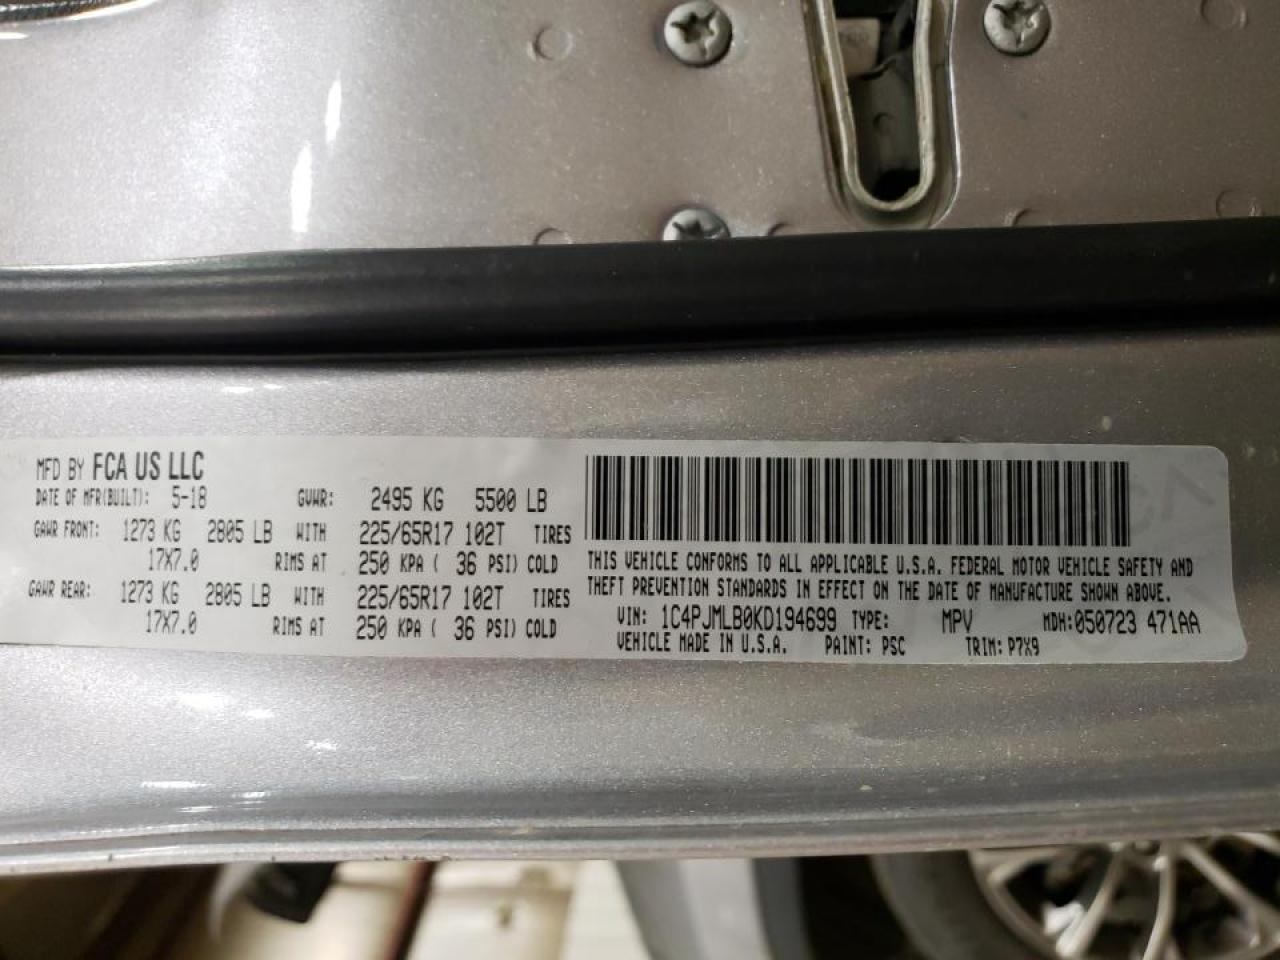 MFD BY FCA US LLC
DATE OF MFR(BUILT): 5-18 GVWR: 2495 KG 5500 LB
GAWR FRONT: 1273 KG 2805 LB WITH 225/65R17 102T TIRES
17X7.0 RIMS AT 250 KPA ( 36 PSI) COLD
GAWR REAR: 1273 KG 2805 LB WITH 225/65R17 102T TIRES
17X7.0 RIMS AT 250 KPA ( 36 PSI) COLD
THIS VEHICLE CONFORMS TO ALL APPLICABLE U.S.A. FEDERAL MOTOR VEHICLE SAFETY AND
THEFT PREVENTION STANDARDS IN EFFECT ON THE DATE OF MANUFACTURE SHOWN ABOVE.
VIN: 1C4PJMLB0KD194699 TYPE: MPV MDH:050723 471AA
VEHICLE MADE IN U.S.A. PAINT: PSC TRIM: P7X9